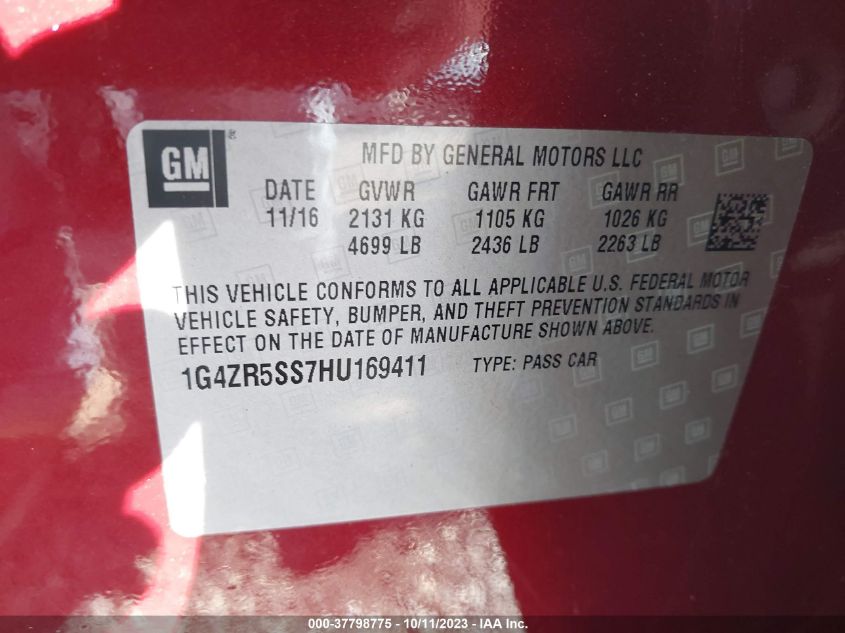 GM ®
MFD BY GENERAL MOTORS LLC
DATE GVWR GAWR FRT GAWR RR
11/16 2131 KG 1105 KG 1026 KG
4699 LB 2436 LB 2263 LB
THIS VEHICLE CONFORMS TO ALL APPLICABLE U.S. FEDERAL MOTOR
VEHICLE SAFETY, BUMPER, AND THEFT PREVENTION STANDARDS IN
EFFECT ON THE DATE OF MANUFACTURE SHOWN ABOVE.
1G4ZR5SS7HU169411 TYPE: PASS CAR
000-37798775 - 10/11/2023 - IAAI.COM